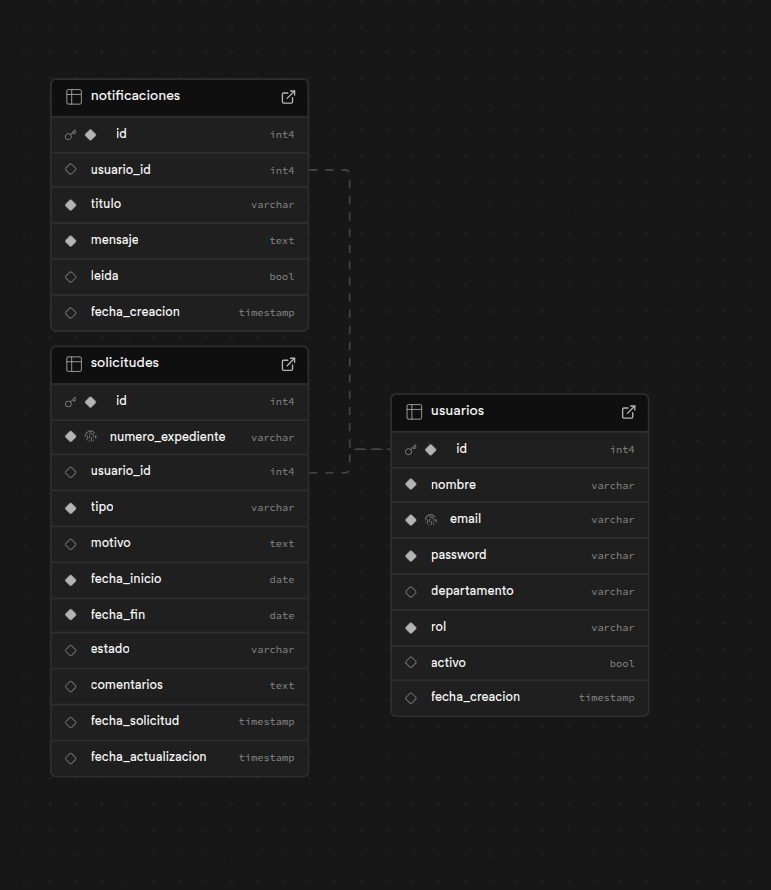 notificaciones
id int4
usuario_id int4
titulo varchar
mensaje text
leida bool
fecha_creacion timestamp
solicitudes
id int4
numero_expediente varchar
usuario_id int4
tipo varchar
motivo text
fecha_inicio date
fecha_fin date
estado varchar
comentarios text
fecha_solicitud timestamp
fecha_actualizacion timestamp
usuarios
id int4
nombre varchar
email varchar
password varchar
departamento varchar
rol varchar
activo bool
fecha_creacion timestamp